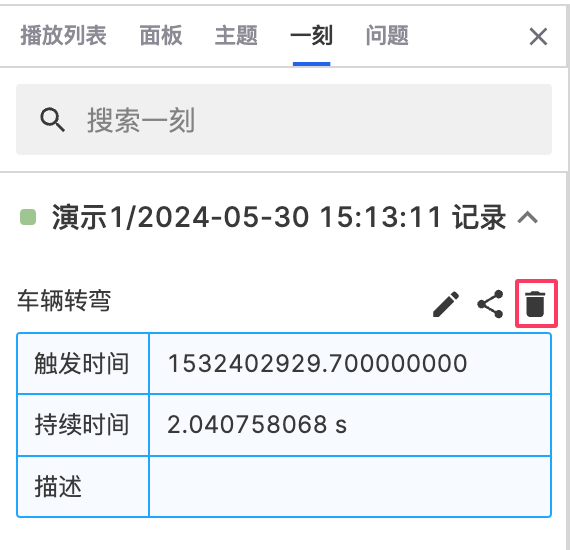 播放列表 面板 主题 一刻 问题
搜索一刻
演示1/2024-05-30 15:13:11 记录
车辆转弯
触发时间 1532402929.700000000
持续时间 2.040758068 s
描述